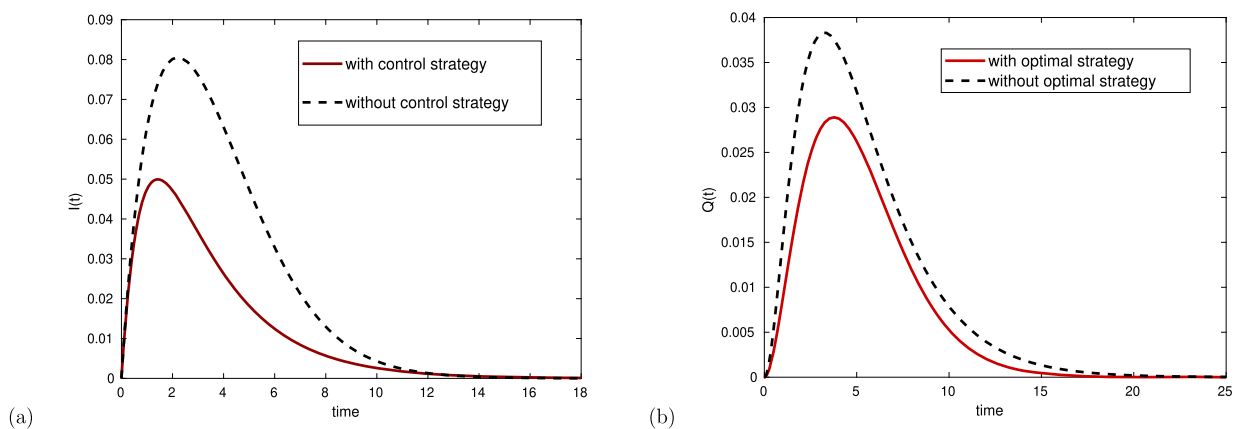 0.09
0.08
0.07
0.06
0.05
0.04
0.03
0.02
0.01
0
I(t)
with control strategy
without control strategy
0 2 4 6 8 10 12 14 16 18
time
(a)
0.04
0.035
0.03
0.025
0.02
0.015
0.01
0.005
0
Q(t)
with optimal strategy
without optimal strategy
0 5 10 15 20 25
time
(b)